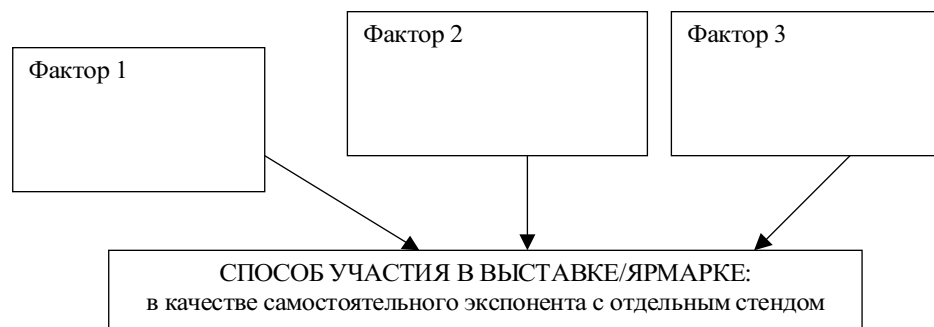 Фактор 1
Фактор 2
Фактор 3
СПОСОБ УЧАСТИЯ В ВЫСТАВКЕ/ЯРМАРКЕ:
в качестве самостоятельного экспонента с отдельным стендом